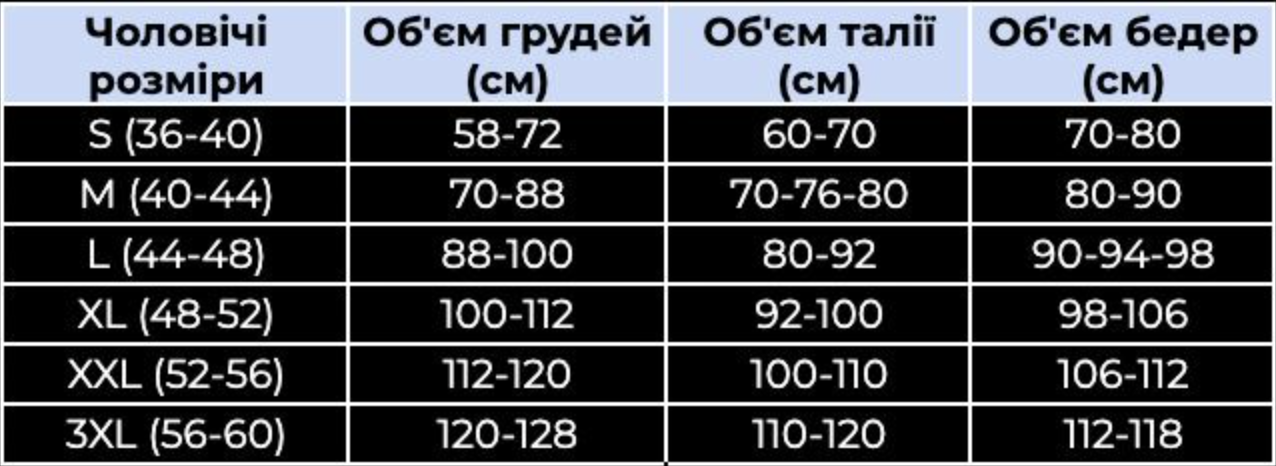 Чоловічі розміри Об'єм грудей (см) Об'єм талії (см) Об'єм бедер (см)
S (36-40) 58-72 60-70 70-80
M (40-44) 70-88 70-76-80 80-90
L (44-48) 88-100 80-92 90-94-98
XL (48-52) 100-112 92-100 98-106
XXL (52-56) 112-120 100-110 106-112
3XL (56-60) 120-128 110-120 112-118